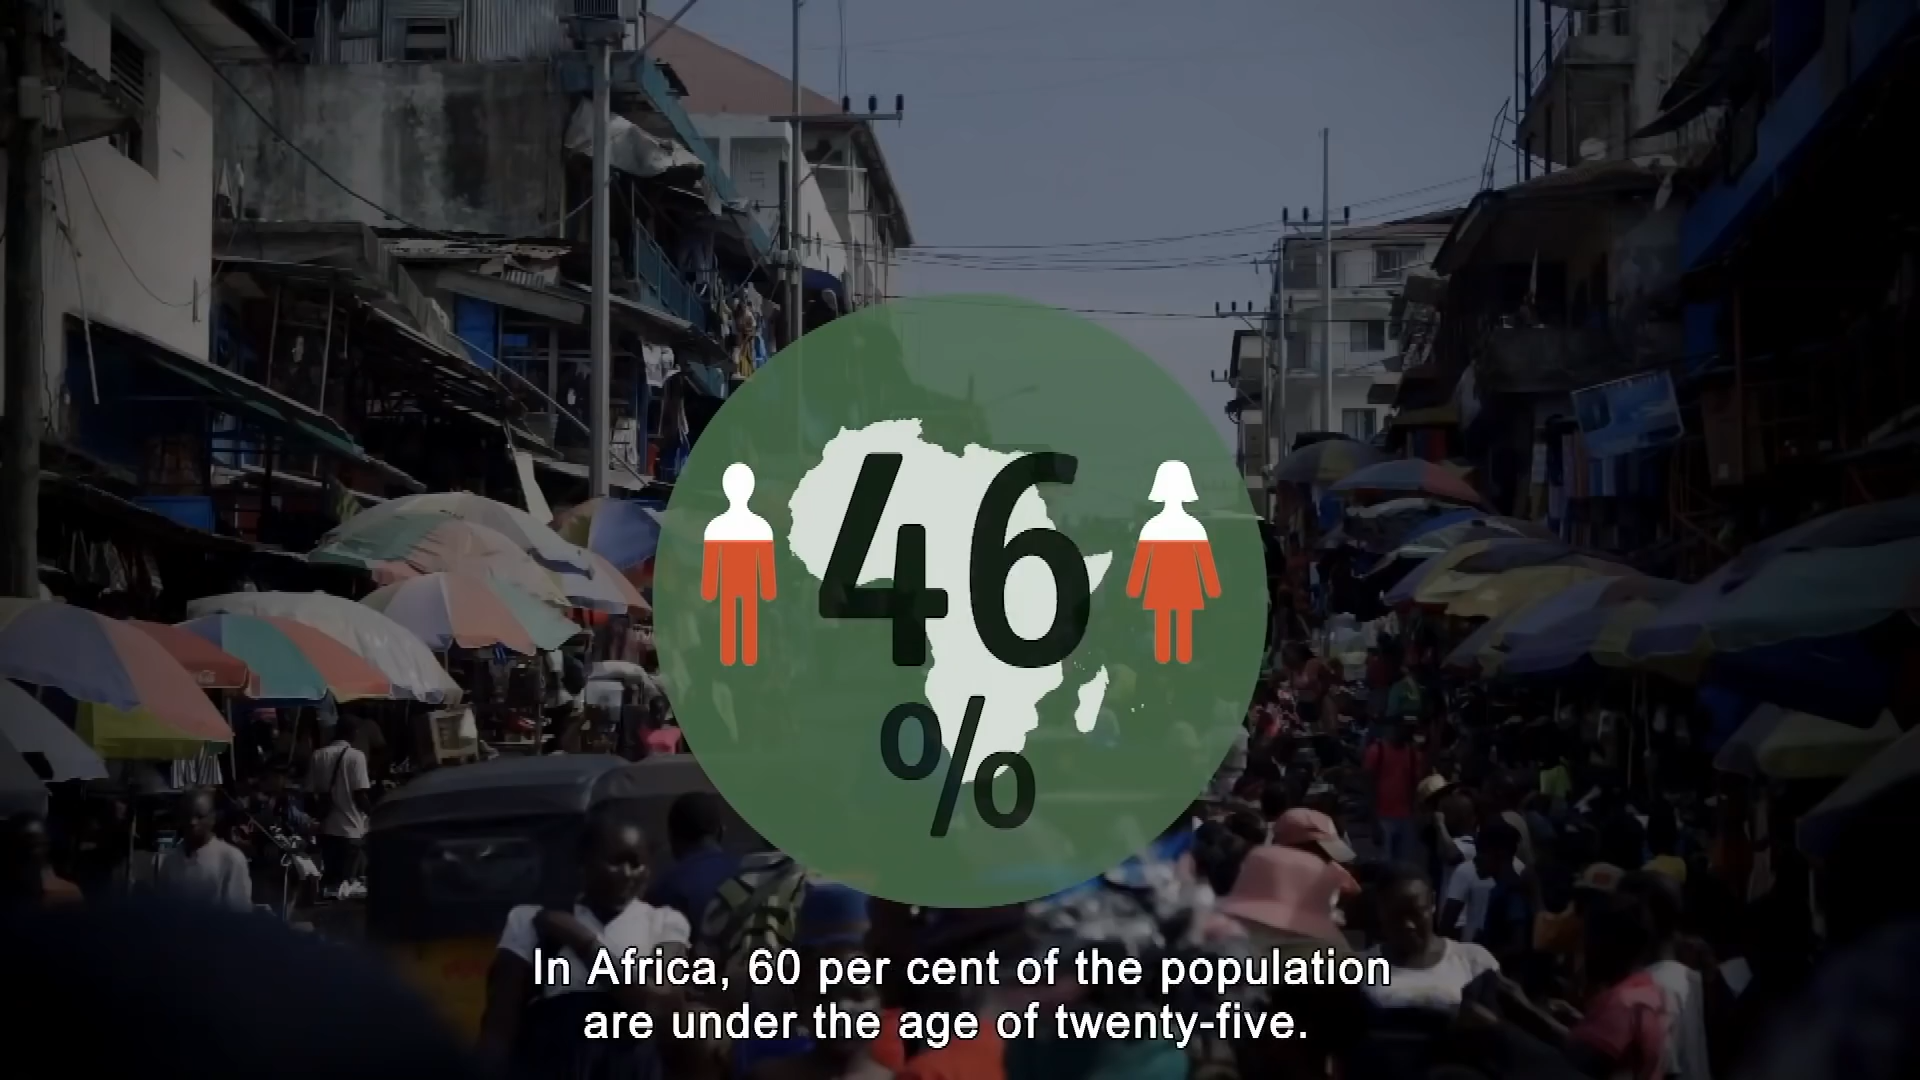 46
%
In Africa, 60 per cent of the population
are under the age of twenty-five.